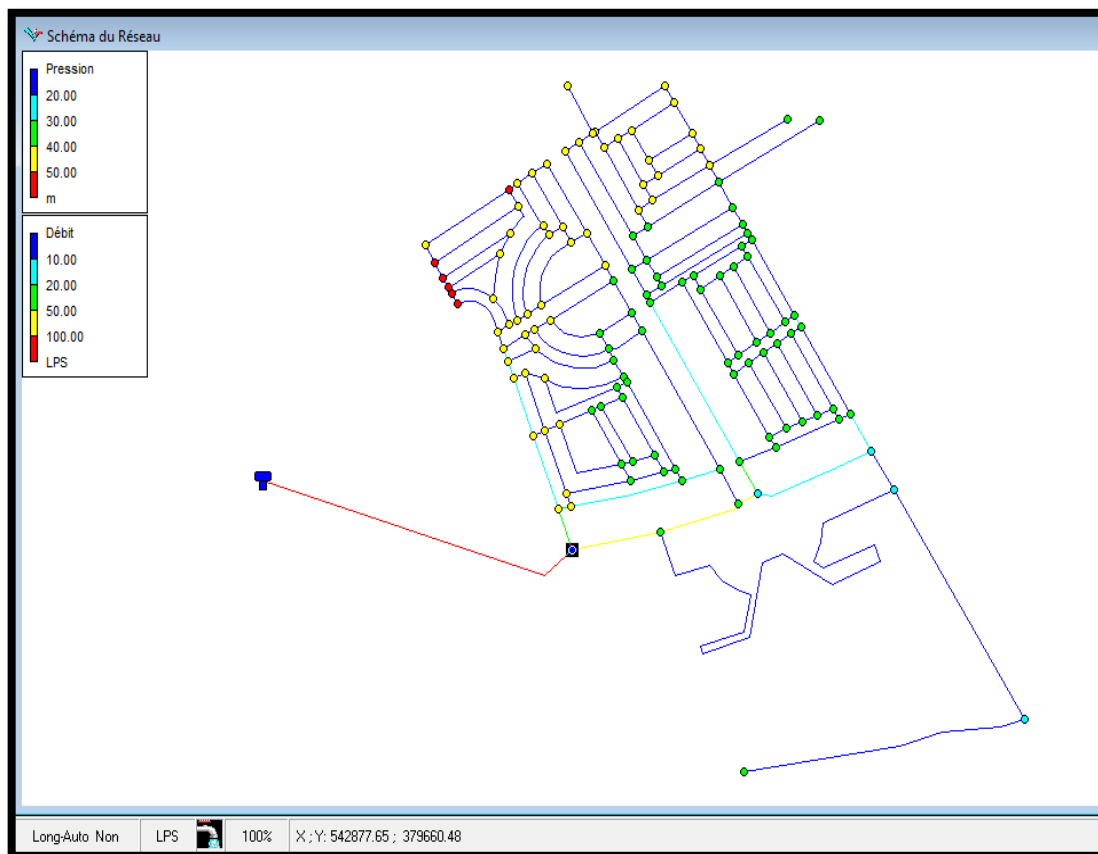 Schéma du Réseau
Pression
20.00
30.00
40.00
50.00
m
Débit
10.00
20.00
50.00
100.00
LPS
Long-Auto Non LPS 100% X ; Y: 542877.65 ; 379660.48